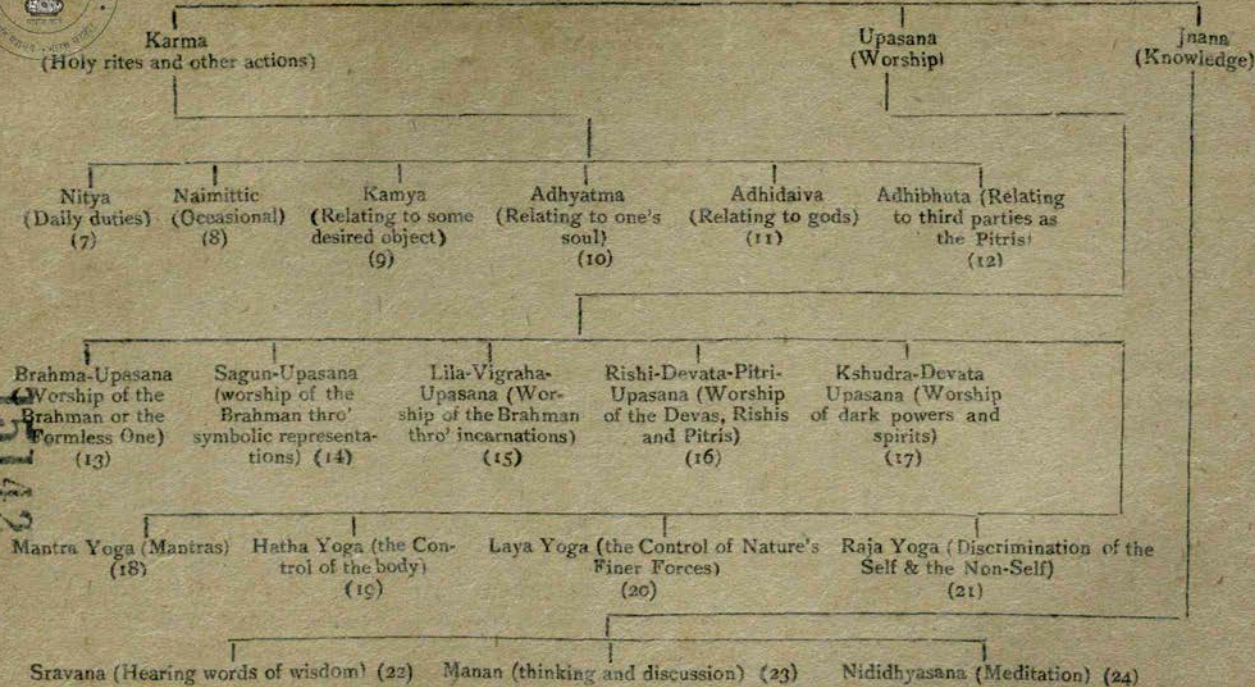 Karma
(Holy rites and other actions)
Upasana
(Worship)
Jnana
(Knowledge)
Nitya
(Daily duties)
(7)
Naimittic
(Occasional)
(8)
Kamya
(Relating to some
desired object)
(9)
Adhyatma
(Relating to one's
soul)
(10)
Adhidaiva
(Relating to gods)
(11)
Adhibhuta (Relating
to third parties as
the Pitris)
(12)
Brahma-Upasana
(Worship of the
Brahman or the
Formless One)
(13)
Sagun-Upasana
(worship of the
Brahman thro'
symbolic representa-
tions) (14)
Lila-Vigraha-
Upasana (Wor-
ship of the Brahman
thro' incarnations)
(15)
Rishi-Devata-Pitri-
Upasana (Worship
of the Devas, Rishis
and Pitris)
(16)
Kshudra-Devata
Upasana (Worship
of dark powers and
spirits)
(17)
Mantra Yoga (Mantras)
(18)
Hatha Yoga (the Con-
trol of the body)
(19)
Laya Yoga (the Control of Nature's
Finer Forces)
(20)
Raja Yoga (Discrimination of the
Self & the Non-Self)
(21)
Sravana (Hearing words of wisdom) (22)
Manan (thinking and discussion) (23)
Nididhyasana (Meditation) (24)